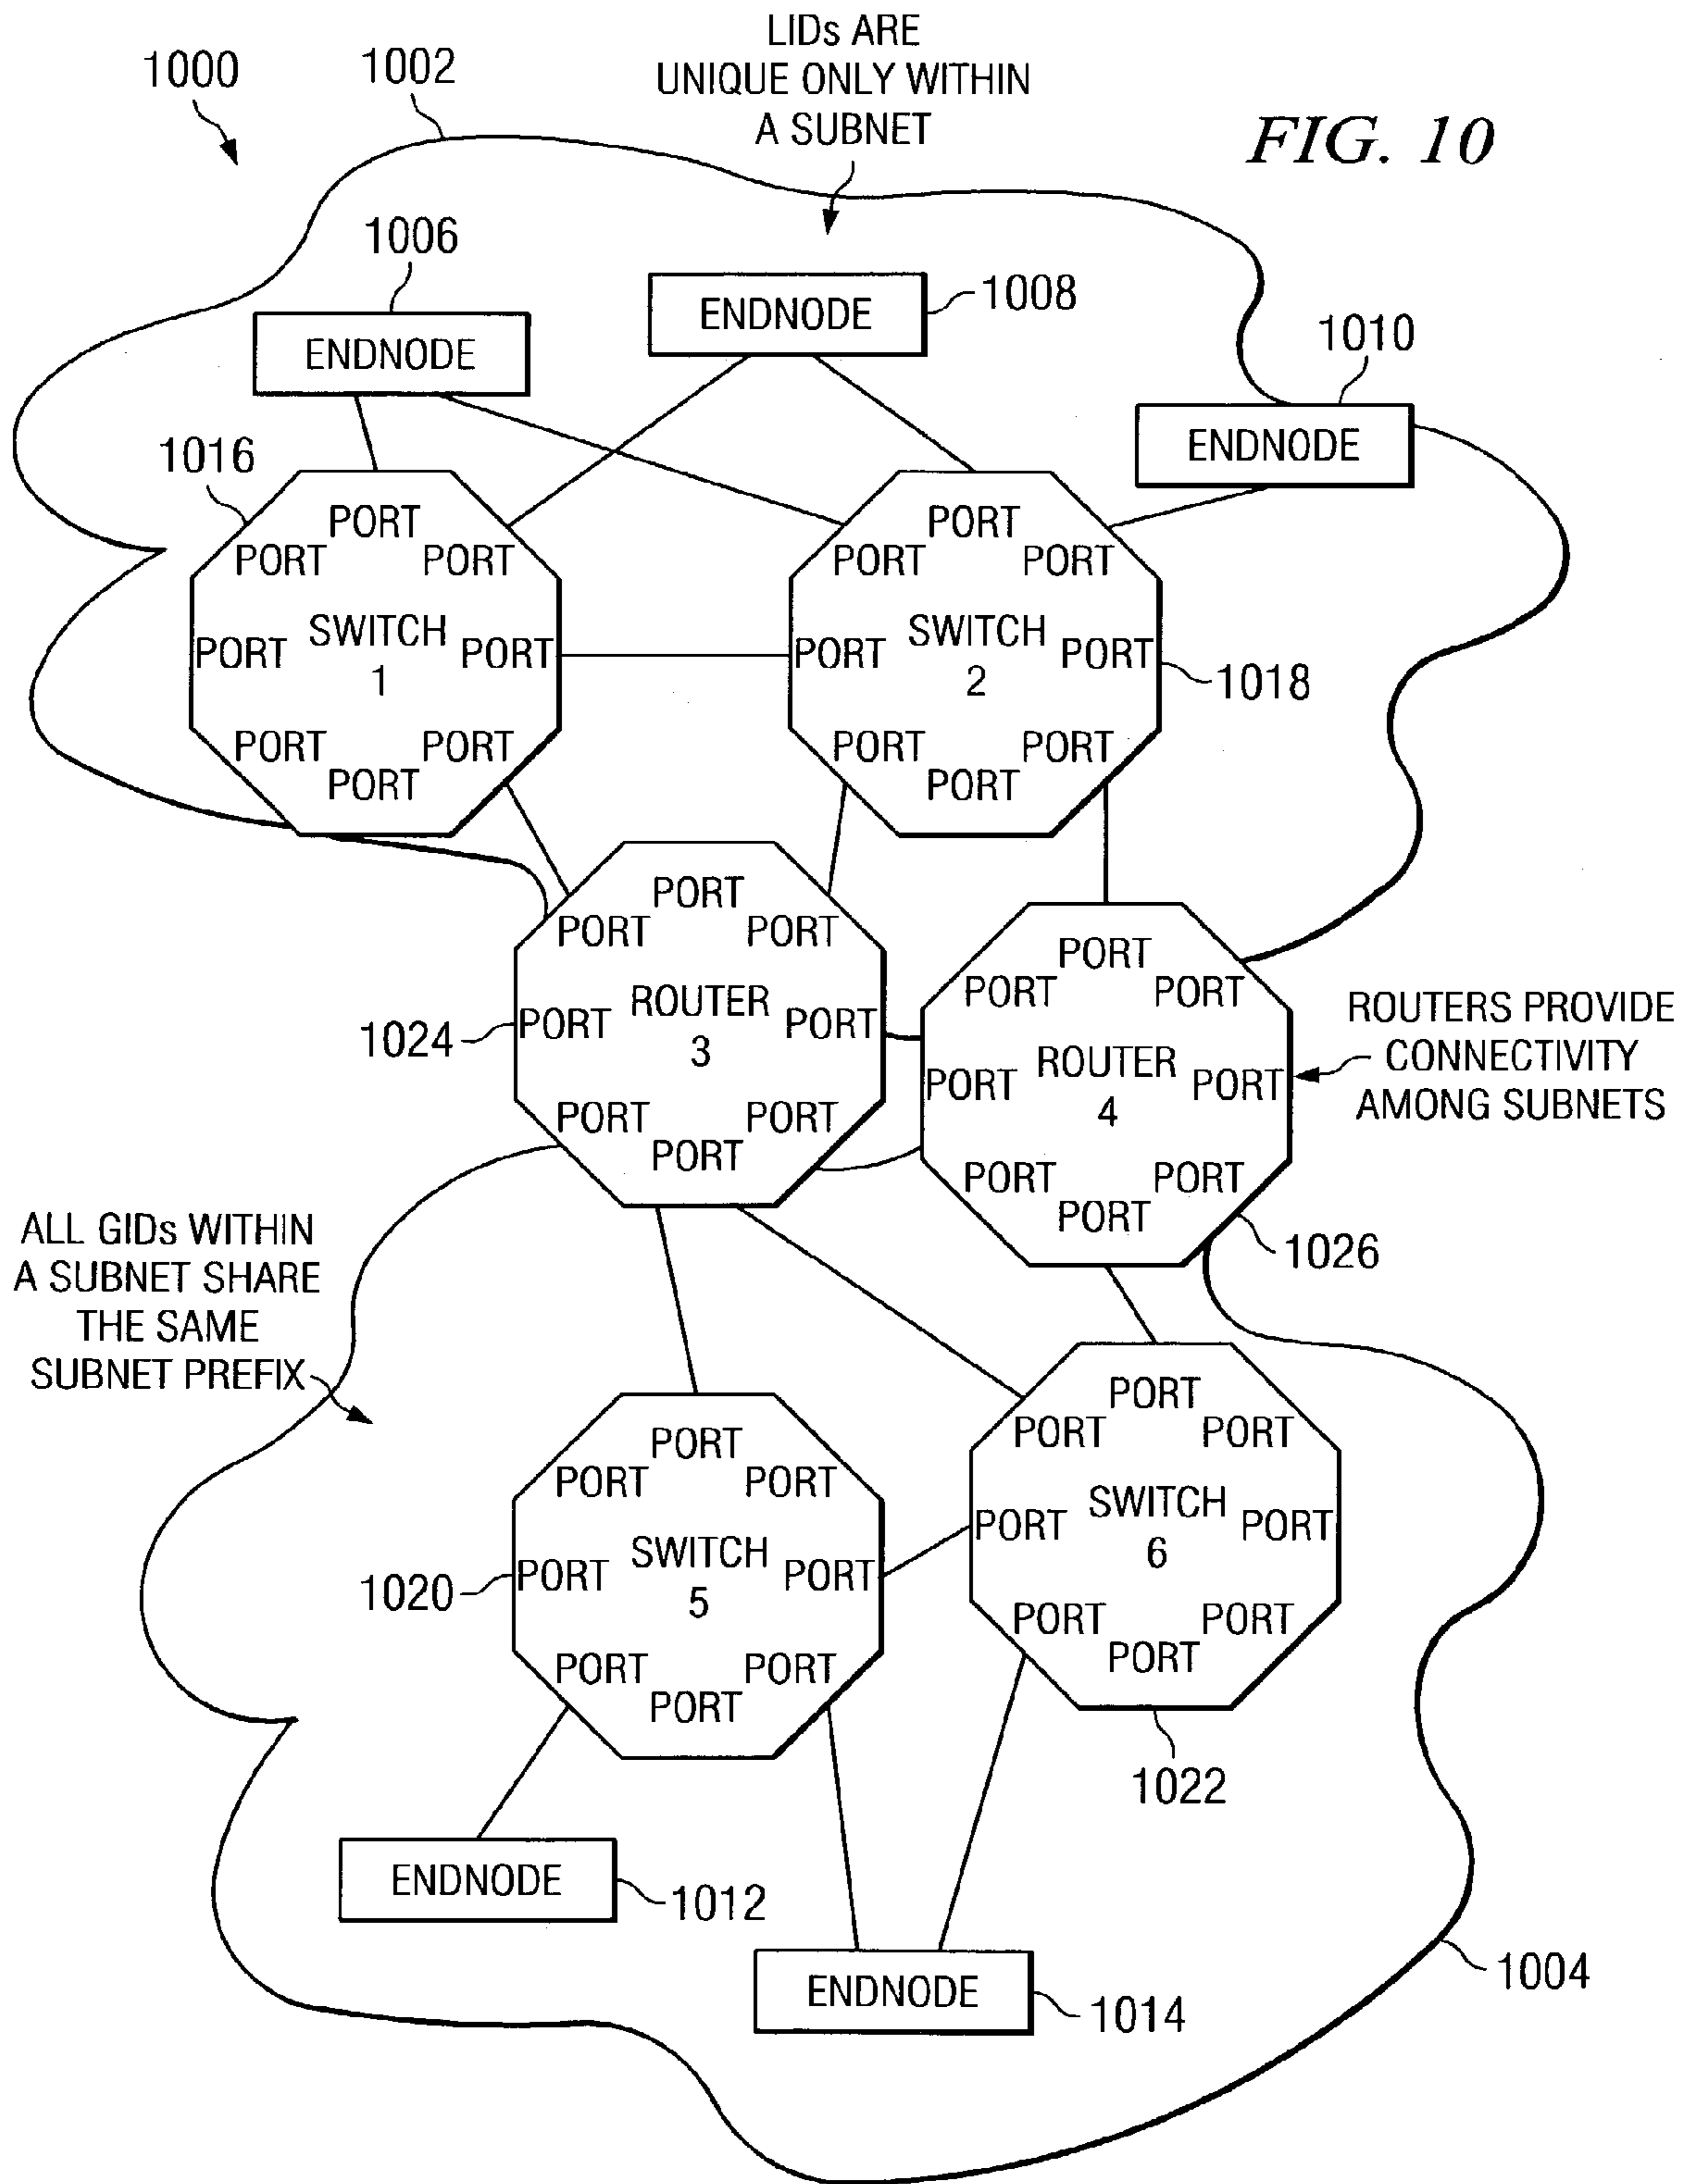 LIDs ARE
UNIQUE ONLY WITHIN
A SUBNET
1000
1002
FIG. 10
1006
ENDNODE
1008
ENDNODE
1010
ENDNODE
1016
PORT
PORT
PORT
SWITCH
PORT
PORT
1
PORT
PORT
PORT
PORT
PORT
PORT
SWITCH
PORT
PORT
2
PORT
PORT
PORT
1018
PORT
PORT
PORT
ROUTER
PORT
PORT
3
PORT
PORT
PORT
1024
PORT
PORT
PORT
ROUTER
PORT
PORT
4
PORT
PORT
PORT
1026
ROUTERS PROVIDE
CONNECTIVITY
AMONG SUBNETS
ALL GIDs WITHIN
A SUBNET SHARE
THE SAME
SUBNET PREFIX
PORT
PORT
PORT
SWITCH
PORT
PORT
5
PORT
PORT
PORT
1020
PORT
PORT
PORT
SWITCH
PORT
PORT
6
PORT
PORT
PORT
1022
ENDNODE
1012
ENDNODE
1014
1004